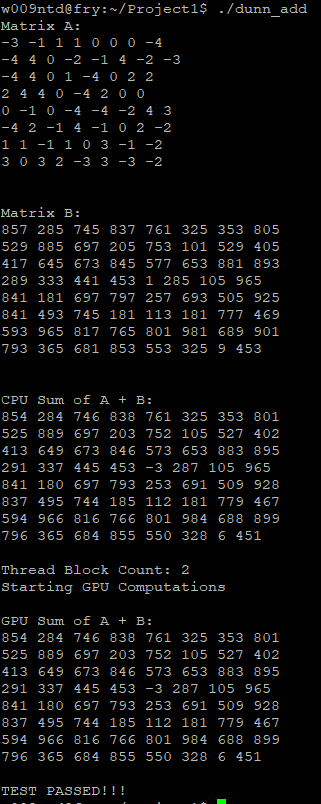 w009ntd@fry:~/Project1$ ./dunn_add
Matrix A:
-3 -1 1 1 0 0 0 -4
-4 4 0 -2 -1 4 -2 -3
-4 4 0 1 -4 0 2 2
2 4 4 0 -4 2 0 0
0 -1 0 -4 -4 -2 4 3
-4 2 -1 4 -1 0 2 -2
1 1 -1 1 0 3 -1 -2
3 0 3 2 -3 3 -3 -2
Matrix B:
857 285 745 837 761 325 353 805
529 885 697 205 753 101 529 405
417 645 673 845 577 653 881 893
289 333 441 453 1 285 105 965
841 181 697 797 257 693 505 925
841 493 745 181 113 181 777 469
593 965 817 765 801 981 689 901
793 365 681 853 553 325 9 453
CPU Sum of A + B:
854 284 746 838 761 325 353 801
525 889 697 203 752 105 527 402
413 649 673 846 573 653 883 895
291 337 445 453 -3 287 105 965
841 180 697 793 253 691 509 928
837 495 744 185 112 181 779 467
594 966 816 766 801 984 688 899
796 365 684 855 550 328 6 451
Thread Block Count: 2
Starting GPU Computations
GPU Sum of A + B:
854 284 746 838 761 325 353 801
525 889 697 203 752 105 527 402
413 649 673 846 573 653 883 895
291 337 445 453 -3 287 105 965
841 180 697 793 253 691 509 928
837 495 744 185 112 181 779 467
594 966 816 766 801 984 688 899
796 365 684 855 550 328 6 451
TEST PASSED!!!